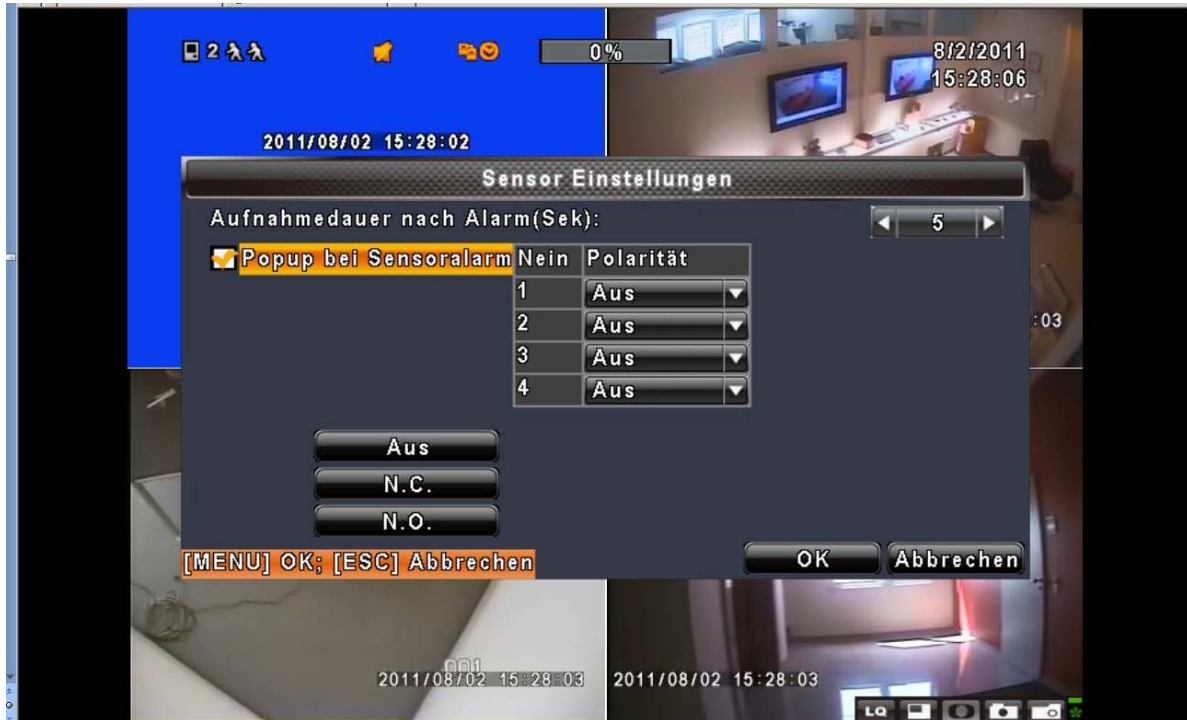 2
0%
8/2/2011
15:28:06
2011/08/02 15:28:02
Sensor Einstellungen
Aufnahmedauer nach Alarm(Sek):
5
Popup bei Sensoralarm
Nein Polarität
1 Aus
2 Aus
:03
3 Aus
4 Aus
Aus
N.C.
N.O.
[MENU] OK; [ESC] Abbrechen
OK
Abbrechen
001
2011/08/02 15:28:03
2011/08/02 15:28:03
LQ